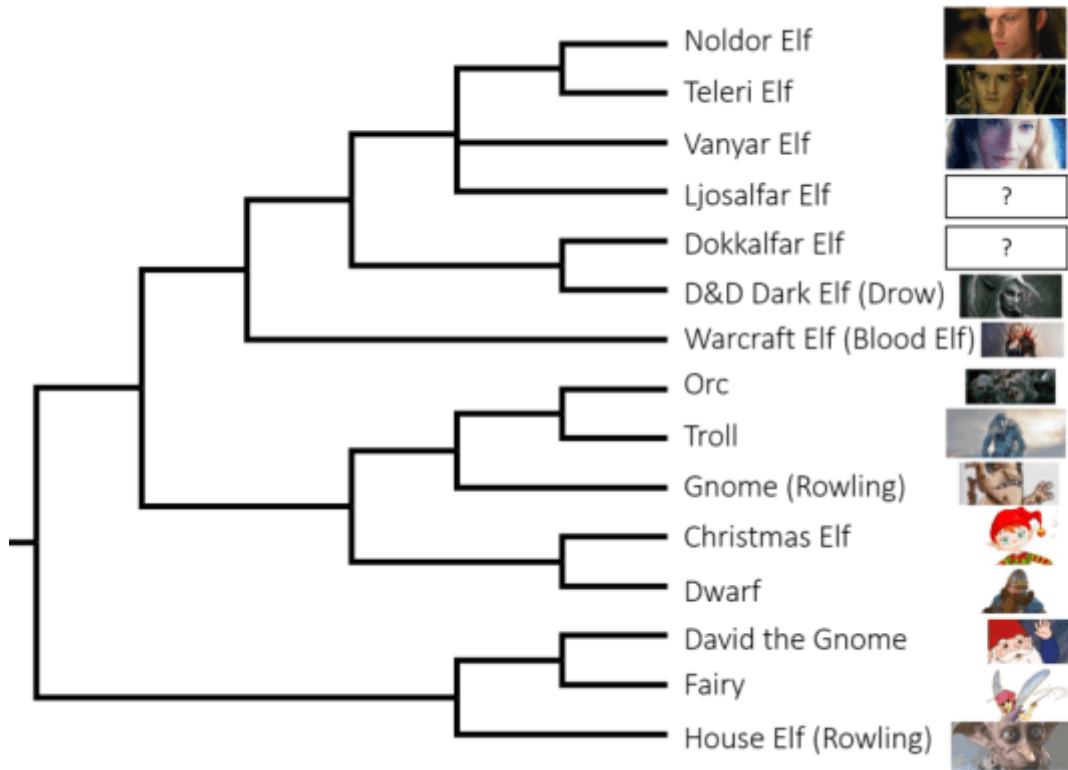 Noldor Elf
Teleri Elf
Vanyar Elf
Ljosalfar Elf
?
Dokkalfar Elf
?
D&D Dark Elf (Drow)
Warcraft Elf (Blood Elf)
Orc
Troll
Gnome (Rowling)
Christmas Elf
Dwarf
David the Gnome
Fairy
House Elf (Rowling)